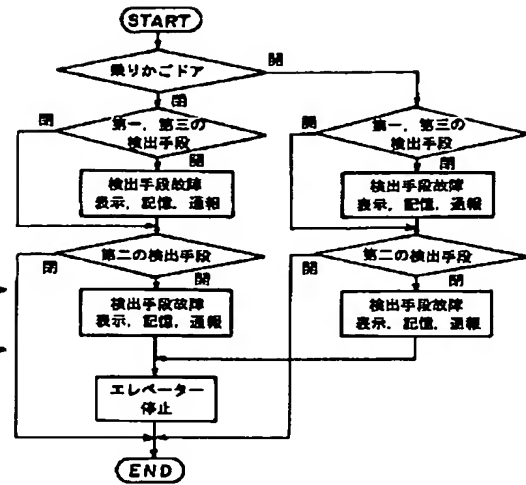 START
乗りかごドア
開
閉
第一,第三の
検出手段
閉
開
検出手段故障
表示,記憶,通報
第二の検出手段
閉
開
検出手段故障
表示,記憶,通報
エレベーター
停止
第一,第三の
検出手段
開
閉
検出手段故障
表示,記憶,通報
第二の検出手段
開
閉
検出手段故障
表示,記憶,通報
END